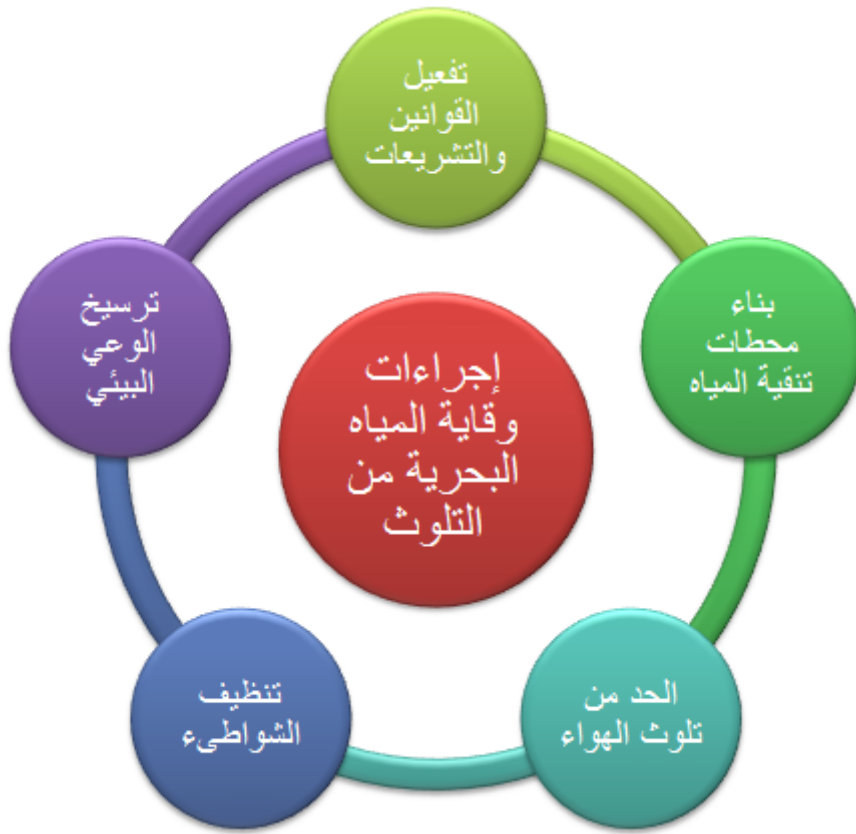 تفعيل
القوانين
والتشريعات
بناء
محطات
تنقية المياه
الحد من
تلوث الهواء
تنظيف
الشواطىء
ترسيخ
الوعي
البيئي
إجراءات
وقاية المياه
البحرية من
التلوث